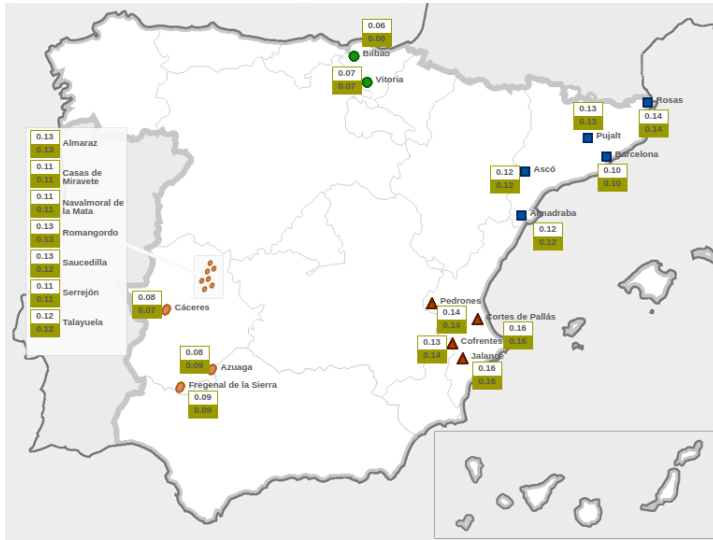 0.06
0.06
Bilbao
0.07
0.07
Vitoria
0.13
0.13
Pujalt
Rosas
0.14
0.14
Barcelona
0.10
0.10
0.12
0.12
Ascó
Almadraba
0.12
0.12
0.13
0.13
Almaraz
0.11
0.11
Casas de
Miravete
0.11
0.11
Navalmoral de
la Mata
0.13
0.13
Romangordo
0.13
0.12
Saucedilla
0.11
0.11
Serrejón
0.12
0.12
Talayuela
0.08
0.07
Cáceres
Pedrones
0.14
0.14
Cortes de Pallás
0.16
0.16
0.13
0.14
Cofrentes
Jalance
0.16
0.16
0.08
0.09
Azuaga
Fregenal de la Sierra
0.09
0.09